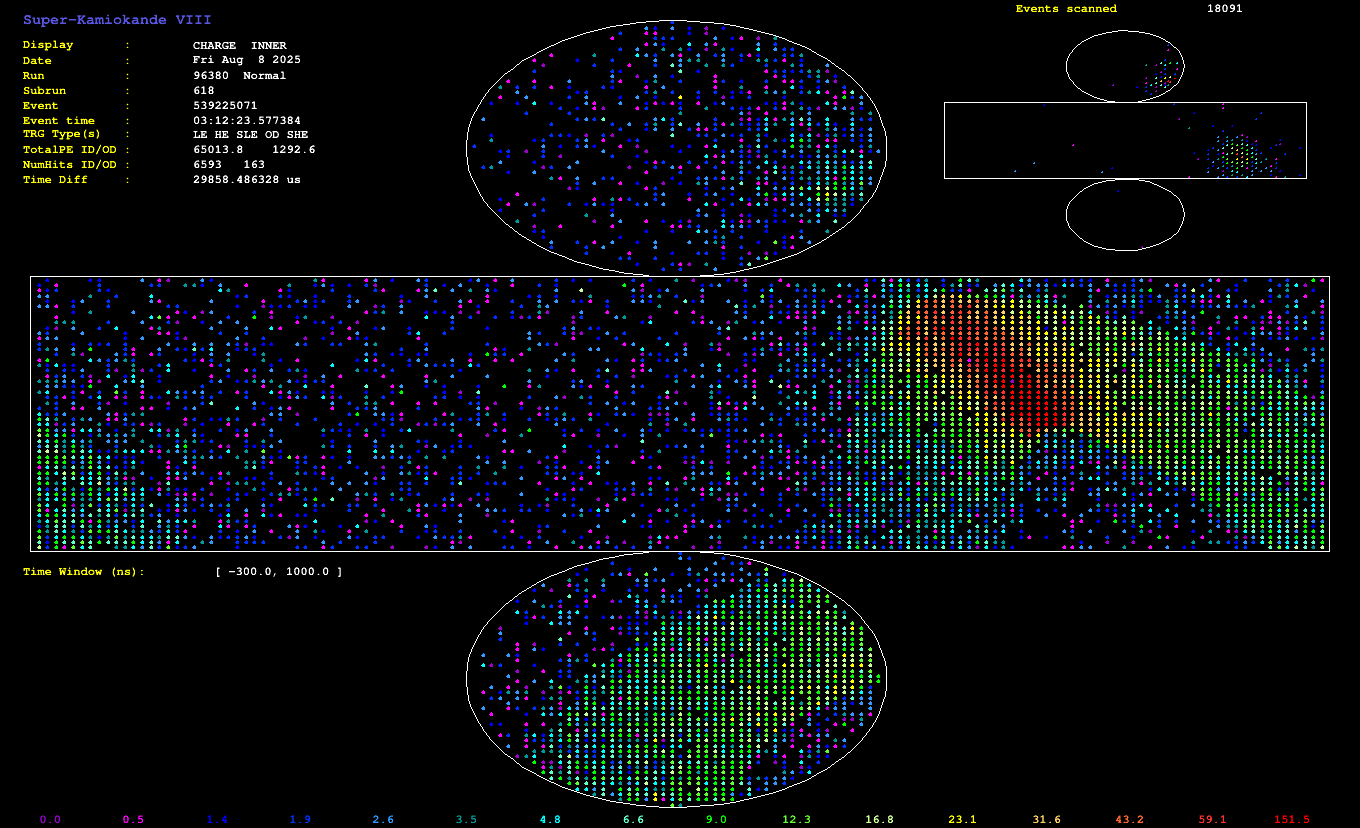 Super-Kamiokande VIII
Display : CHARGE INNER
Date : Fri Aug 8 2025
Run : 96380 Normal
Subrun : 618
Event : 539225071
Event time : 03:12:23.577384
TRG Type(s) : LE HE SLE OD SHE
TotalPE ID/OD : 65013.8 1292.6
NumHits ID/OD : 6593 163
Time Diff : 29858.486328 us
Events scanned 18091
Time Window (ns): [ -300.0, 1000.0 ]
0.0 0.5 1.4 1.9 2.6 3.5 4.8 6.6 9.0 12.3 16.8 23.1 31.6 43.2 59.1 151.5